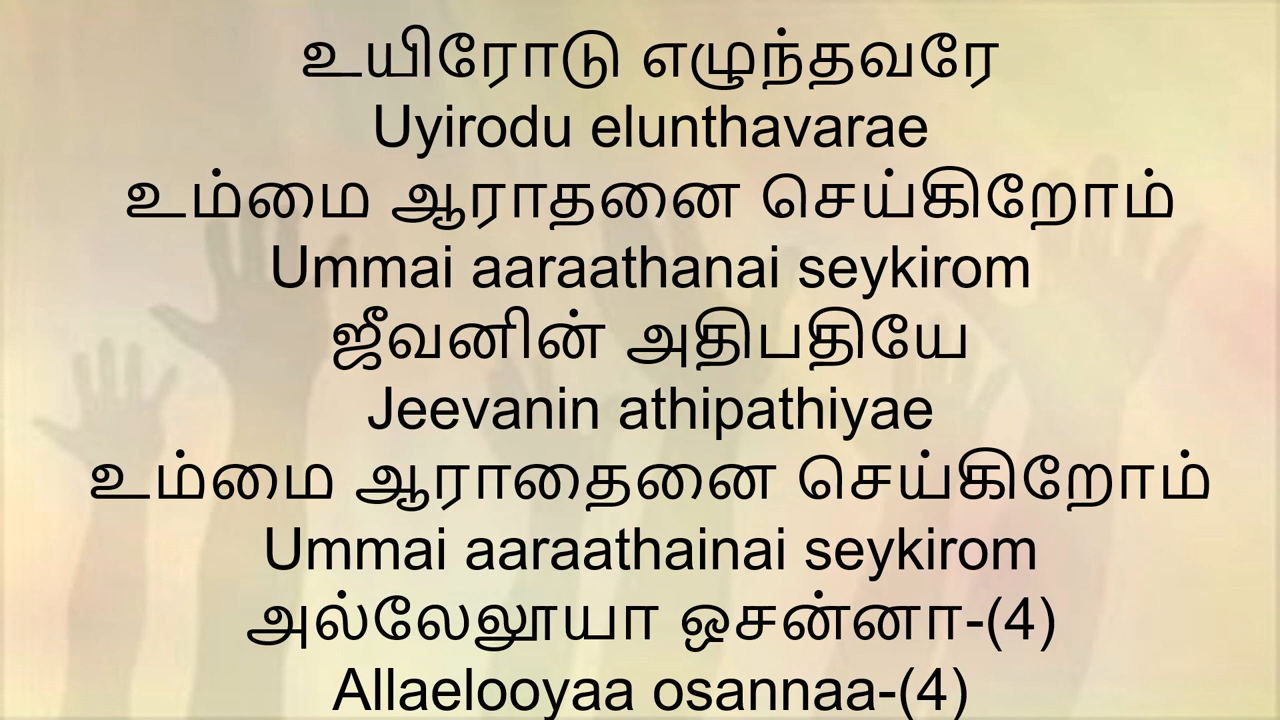 உயிரோடு எழுந்தவரே
Uyirodu elunthavarae
உம்மை ஆராதனை செய்கிறோம்
Ummai aaraathanai seykirom
ஜீவனின் அதிபதியே
Jeevanin athipathiyae
உம்மை ஆராதைனை செய்கிறோம்
Ummai aaraathainai seykirom
அல்லேலூயா ஒசன்னா-(4)
Allaelooyaa osannaa-(4)